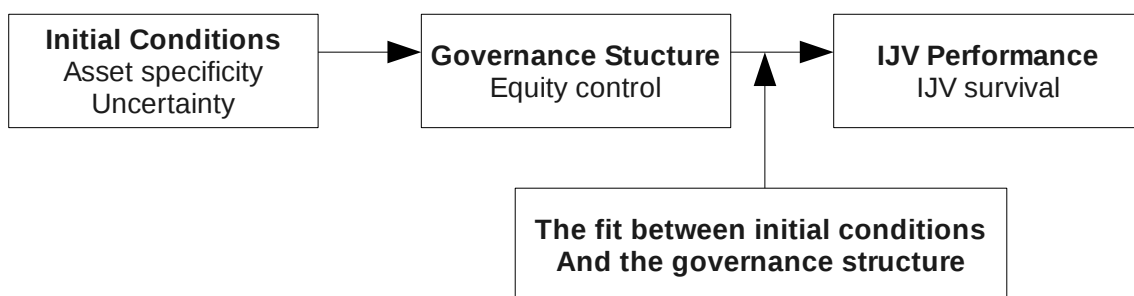 Initial Conditions
Asset specificity
Uncertainty
Governance Stucture
Equity control
IJV Performance
IJV survival
The fit between initial conditions
And the governance structure